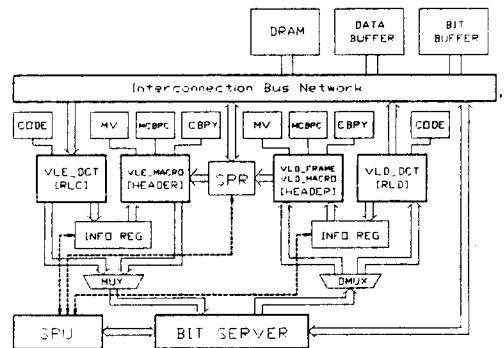 DRAM
DATA BUFFER
BIT BUFFER
Interconnection Bus Network
CODE
MV
MCBPC
CBPY
MV
MCBPC
CBPY
CODE
VLE_DCT
[RLC]
VLE_MACRO
[HEADER]
SPR
VLD_FRAME
VLD_MACRO
[HEADER]
VLD_DCT
[RLD]
INFO REG
INFO REG
MUX
DMUX
SPU
BIT SERVER